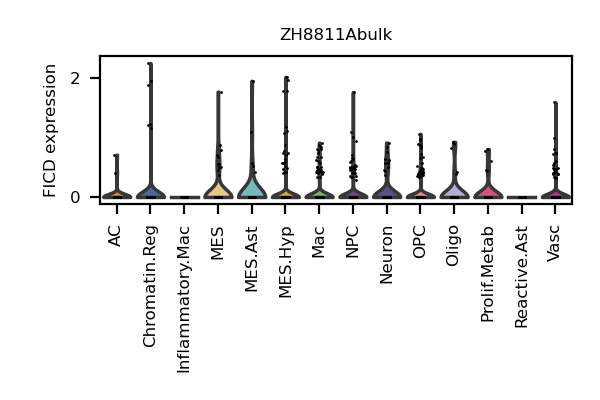 ZH8811Abulk
FICD expression
2
0
AC
Chromatin.Reg
Inflammatory.Mac
MES
MES.Ast
MES.Hyp
Mac
NPC
Neuron
OPC
Oligo
Prolif.Metab
Reactive.Ast
Vasc